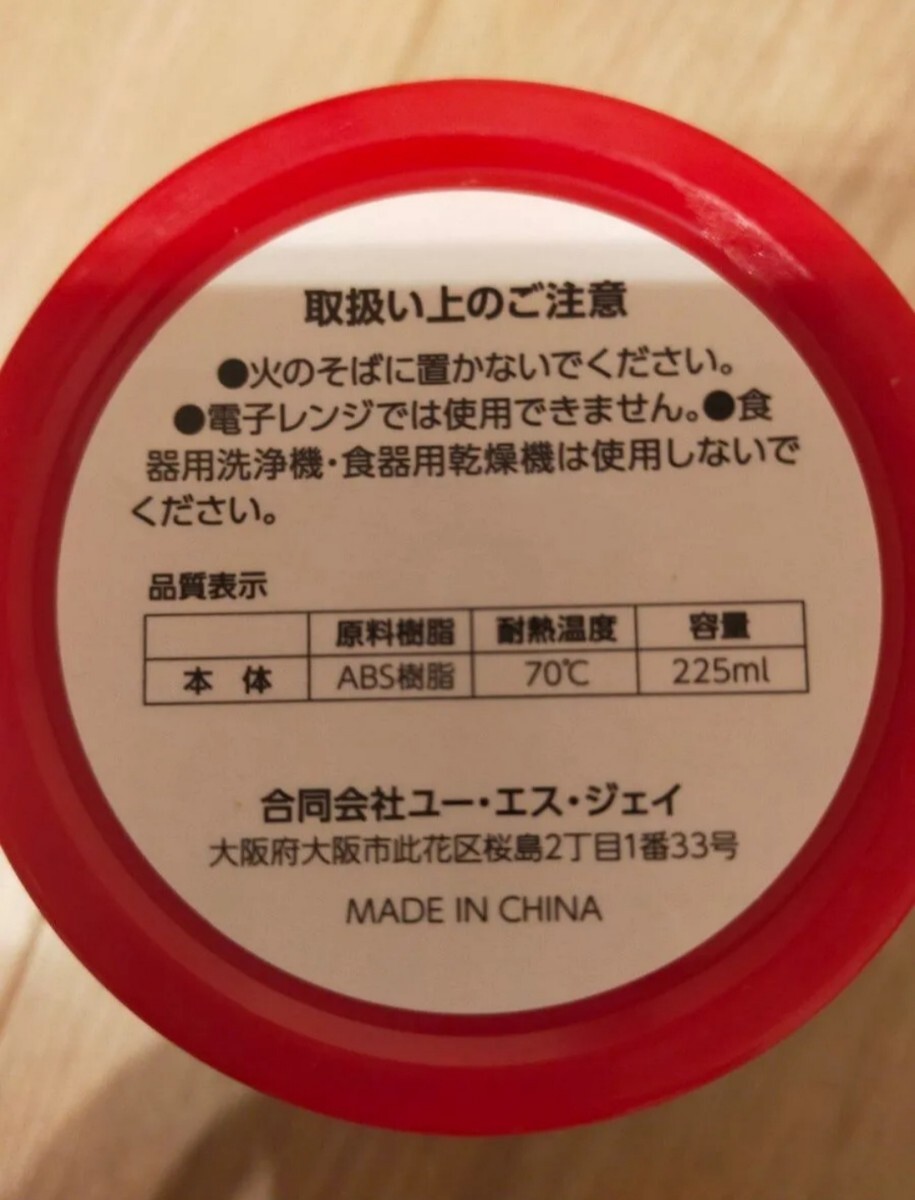 取扱い上のご注意
●火のそばに置かないでください。
●電子レンジでは使用できません。●食
器用洗浄機・食器用乾燥機は使用しないで
ください。
品質表示
原料樹脂 耐熱温度 容量
本 体 ABS樹脂 70℃ 225ml
合同会社ユー・エス・ジェイ
大阪府大阪市此花区桜島2丁目1番33号
MADE IN CHINA